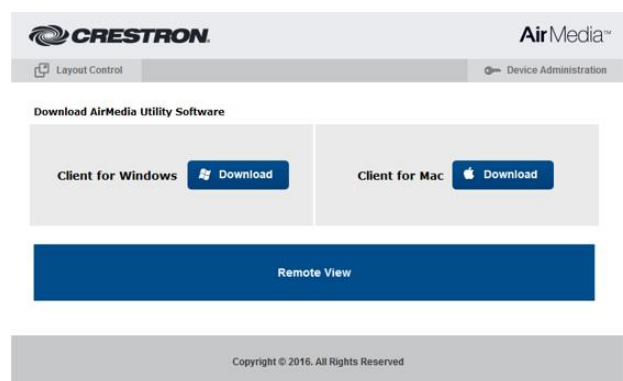 CRESTRON.
AirMedia™
Layout Control
Device Administration
Download AirMedia Utility Software
Client for Windows Download
Client for Mac Download
Remote View
Copyright © 2016. All Rights Reserved